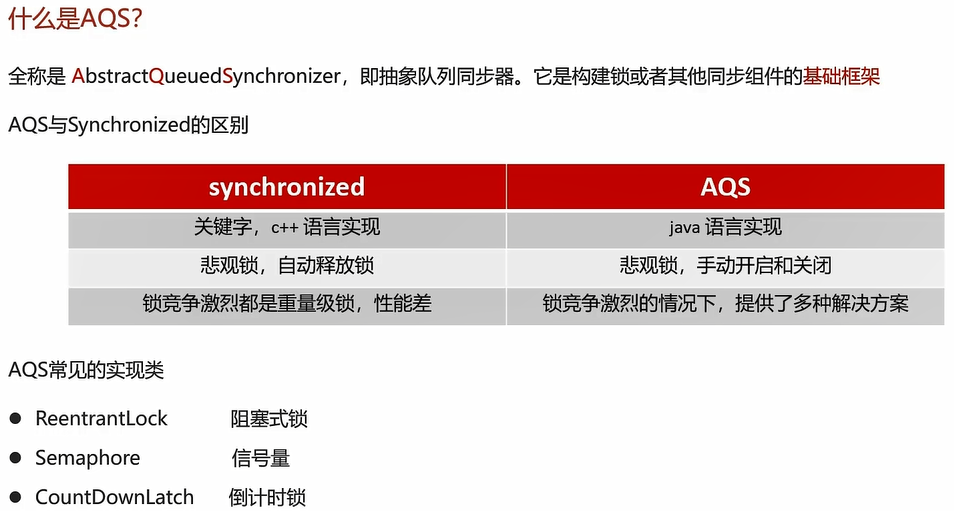 什么是AQS?
全称是 AbstractQueuedSynchronizer，即抽象队列同步器。它是构建锁或者其他同步组件的基础框架
AQS与Synchronized的区别
synchronized AQS
关键字，c++ 语言实现 java 语言实现
悲观锁，自动释放锁 悲观锁，手动开启和关闭
锁竞争激烈都是重量级锁，性能差 锁竞争激烈的情况下，提供了多种解决方案
AQS常见的实现类
● ReentrantLock 阻塞式锁
● Semaphore 信号量
● CountDownLatch 倒计时锁